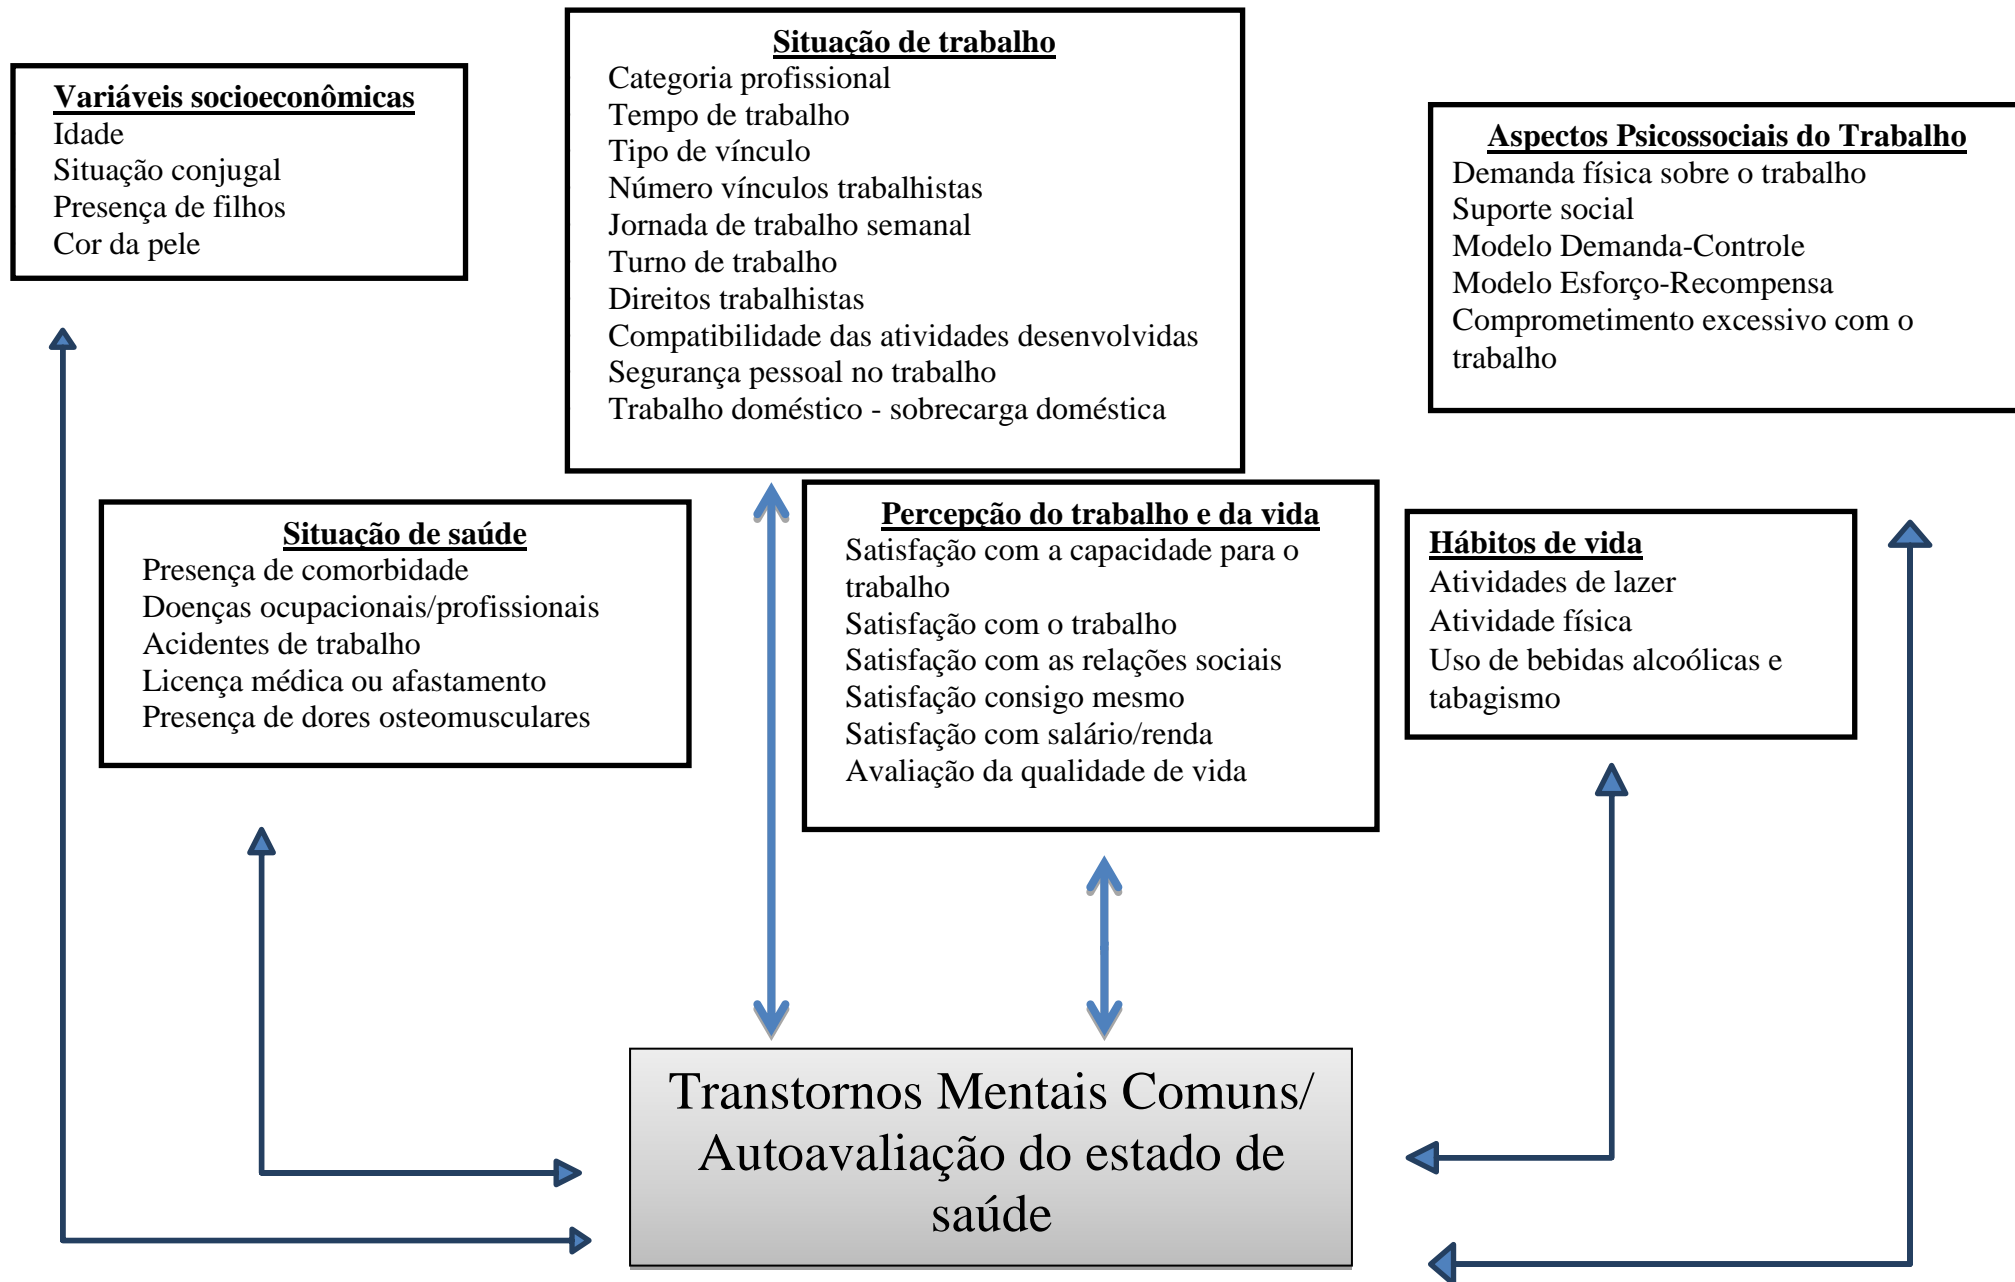 Situação de trabalho
Categoria profissional
Tempo de trabalho
Tipo de vínculo
Número vínculos trabalhistas
Jornada de trabalho semanal
Turno de trabalho
Direitos trabalhistas
Compatibilidade das atividades desenvolvidas
Segurança pessoal no trabalho
Trabalho doméstico - sobrecarga doméstica
Variáveis socioeconômicas
Idade
Situação conjugal
Presença de filhos
Cor da pele
Aspectos Psicossociais do Trabalho
Demanda física sobre o trabalho
Suporte social
Modelo Demanda-Controle
Modelo Esforço-Recompensa
Comprometimento excessivo com o
trabalho
Situação de saúde
Presença de comorbidade
Doenças ocupacionais/profissionais
Acidentes de trabalho
Licença médica ou afastamento
Presença de dores osteomusculares
Percepção do trabalho e da vida
Satisfação com a capacidade para o
trabalho
Satisfação com o trabalho
Satisfação com as relações sociais
Satisfação consigo mesmo
Satisfação com salário/renda
Avaliação da qualidade de vida
Hábitos de vida
Atividades de lazer
Atividade física
Uso de bebidas alcoólicas e
tabagismo
Transtornos Mentais Comuns/
Autoavaliação do estado de
saúde